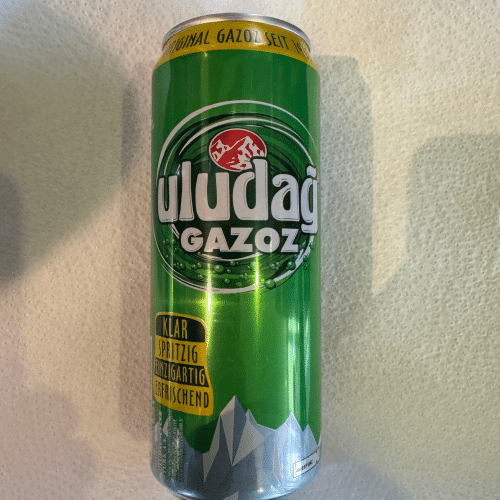 ORIGINAL GAZOZ SEIT
uludağ
GAZOZ
KLAR
SPRITZIG
EINZIGARTIG
ERFRISCHEND